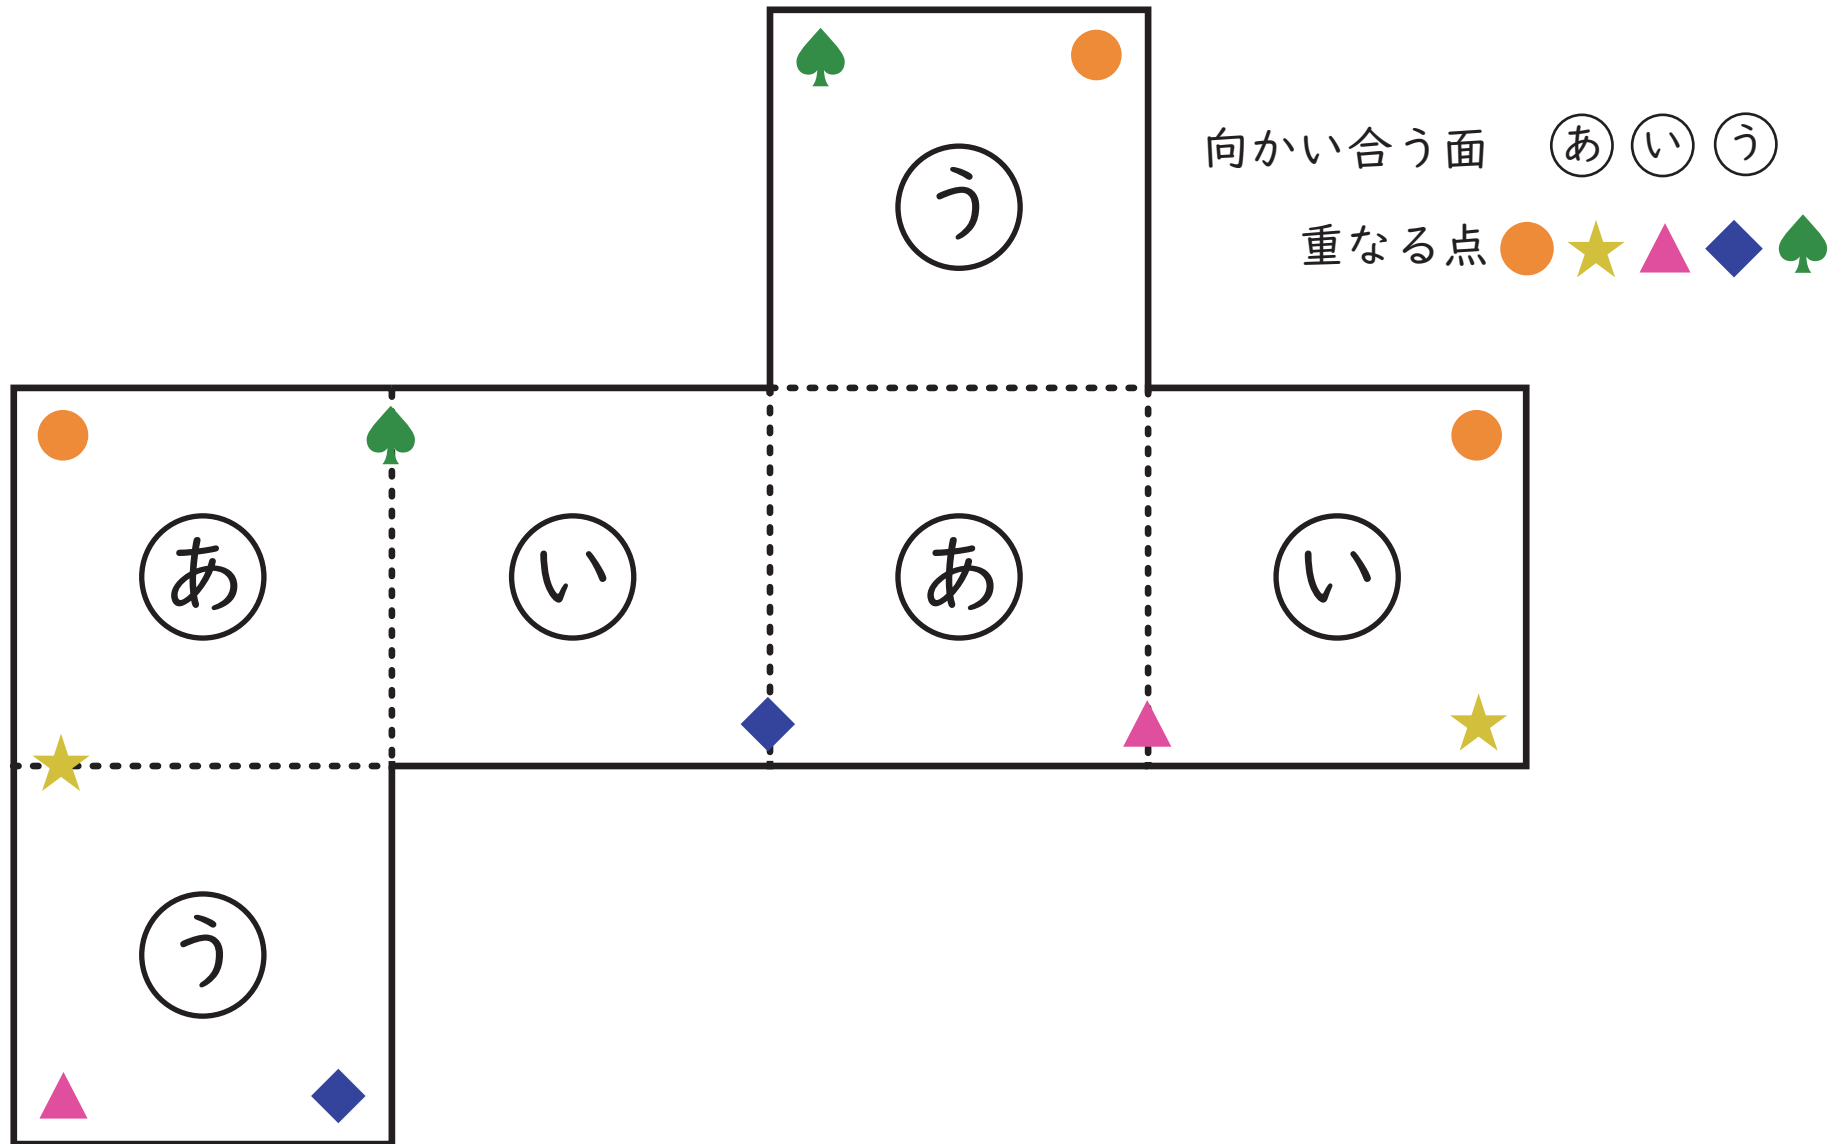 う
向かい合う面 あ い う
重なる点
あ い あ い
う